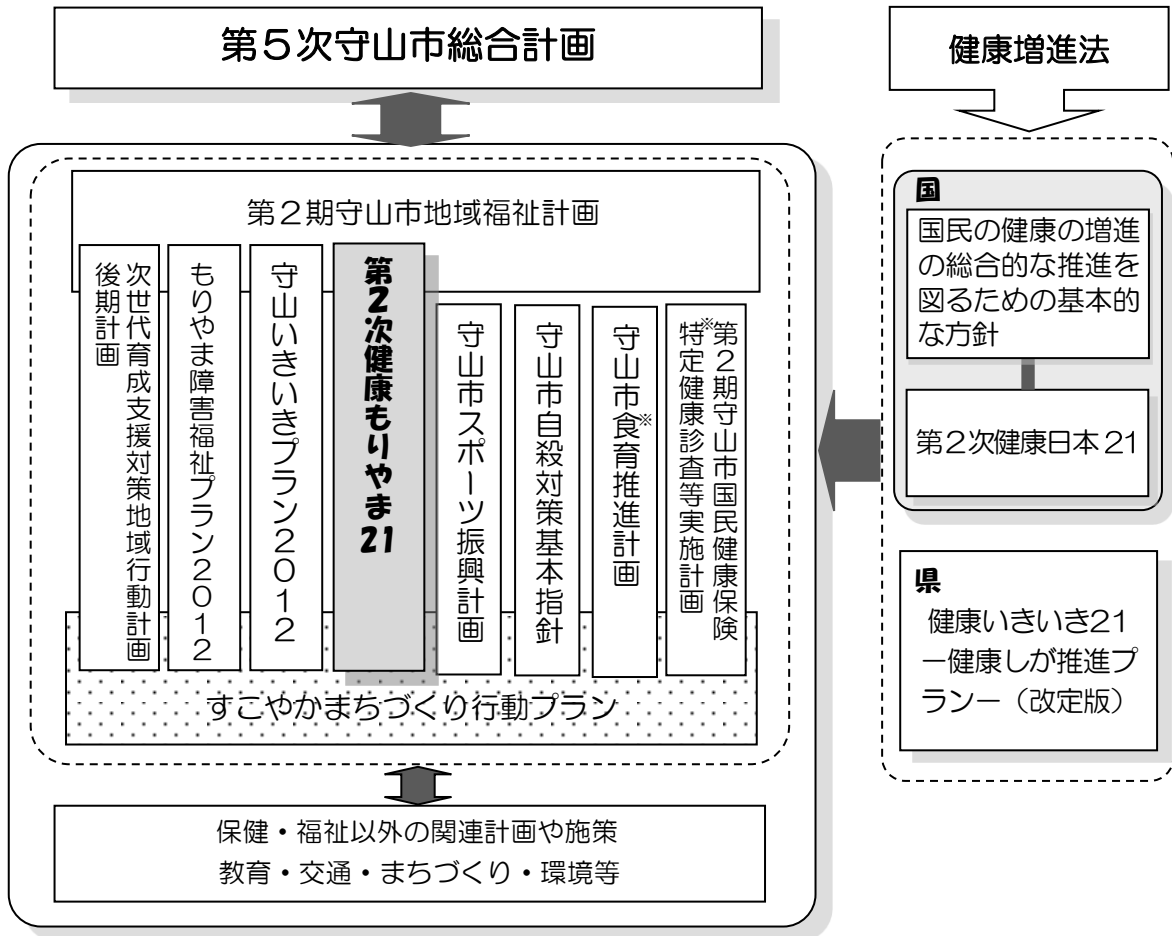 第５次守山市総合計画
健康増進法
第２期守山市地域福祉計画
次世代育成支援対策地域行動計画
後期計画
もりやま障害福祉プラン２０１２
守山いきいきプラン２０１２
第２次健康もりやま21
守山市スポーツ振興計画
守山市自殺対策基本指針
守山市食育※推進計画
第２期守山市国民健康保険
特定健康診査※等実施計画
すこやかまちづくり行動プラン
保健・福祉以外の関連計画や施策
教育・交通・まちづくり・環境等
国
国民の健康の増進
の総合的な推進を
図るための基本的
な方針
第２次健康日本 21
県
健康いきいき21
－健康しが推進プ
ラン－（改定版）